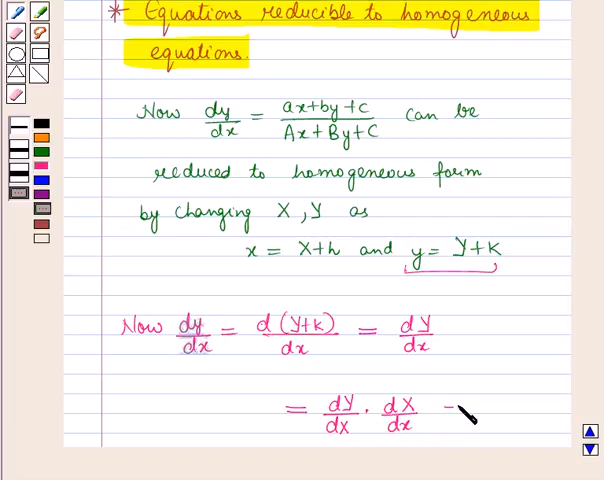 * Equations reducible to homogeneous
equations.
Now dy/dx = ax+by+c/Ax+By+C can be
reduced to homogeneous form
by changing X, Y as
x = X+h and y = Y+k
Now dy/dx = d(Y+k)/dx = dY/dx
= dY/dX . dX/dx -